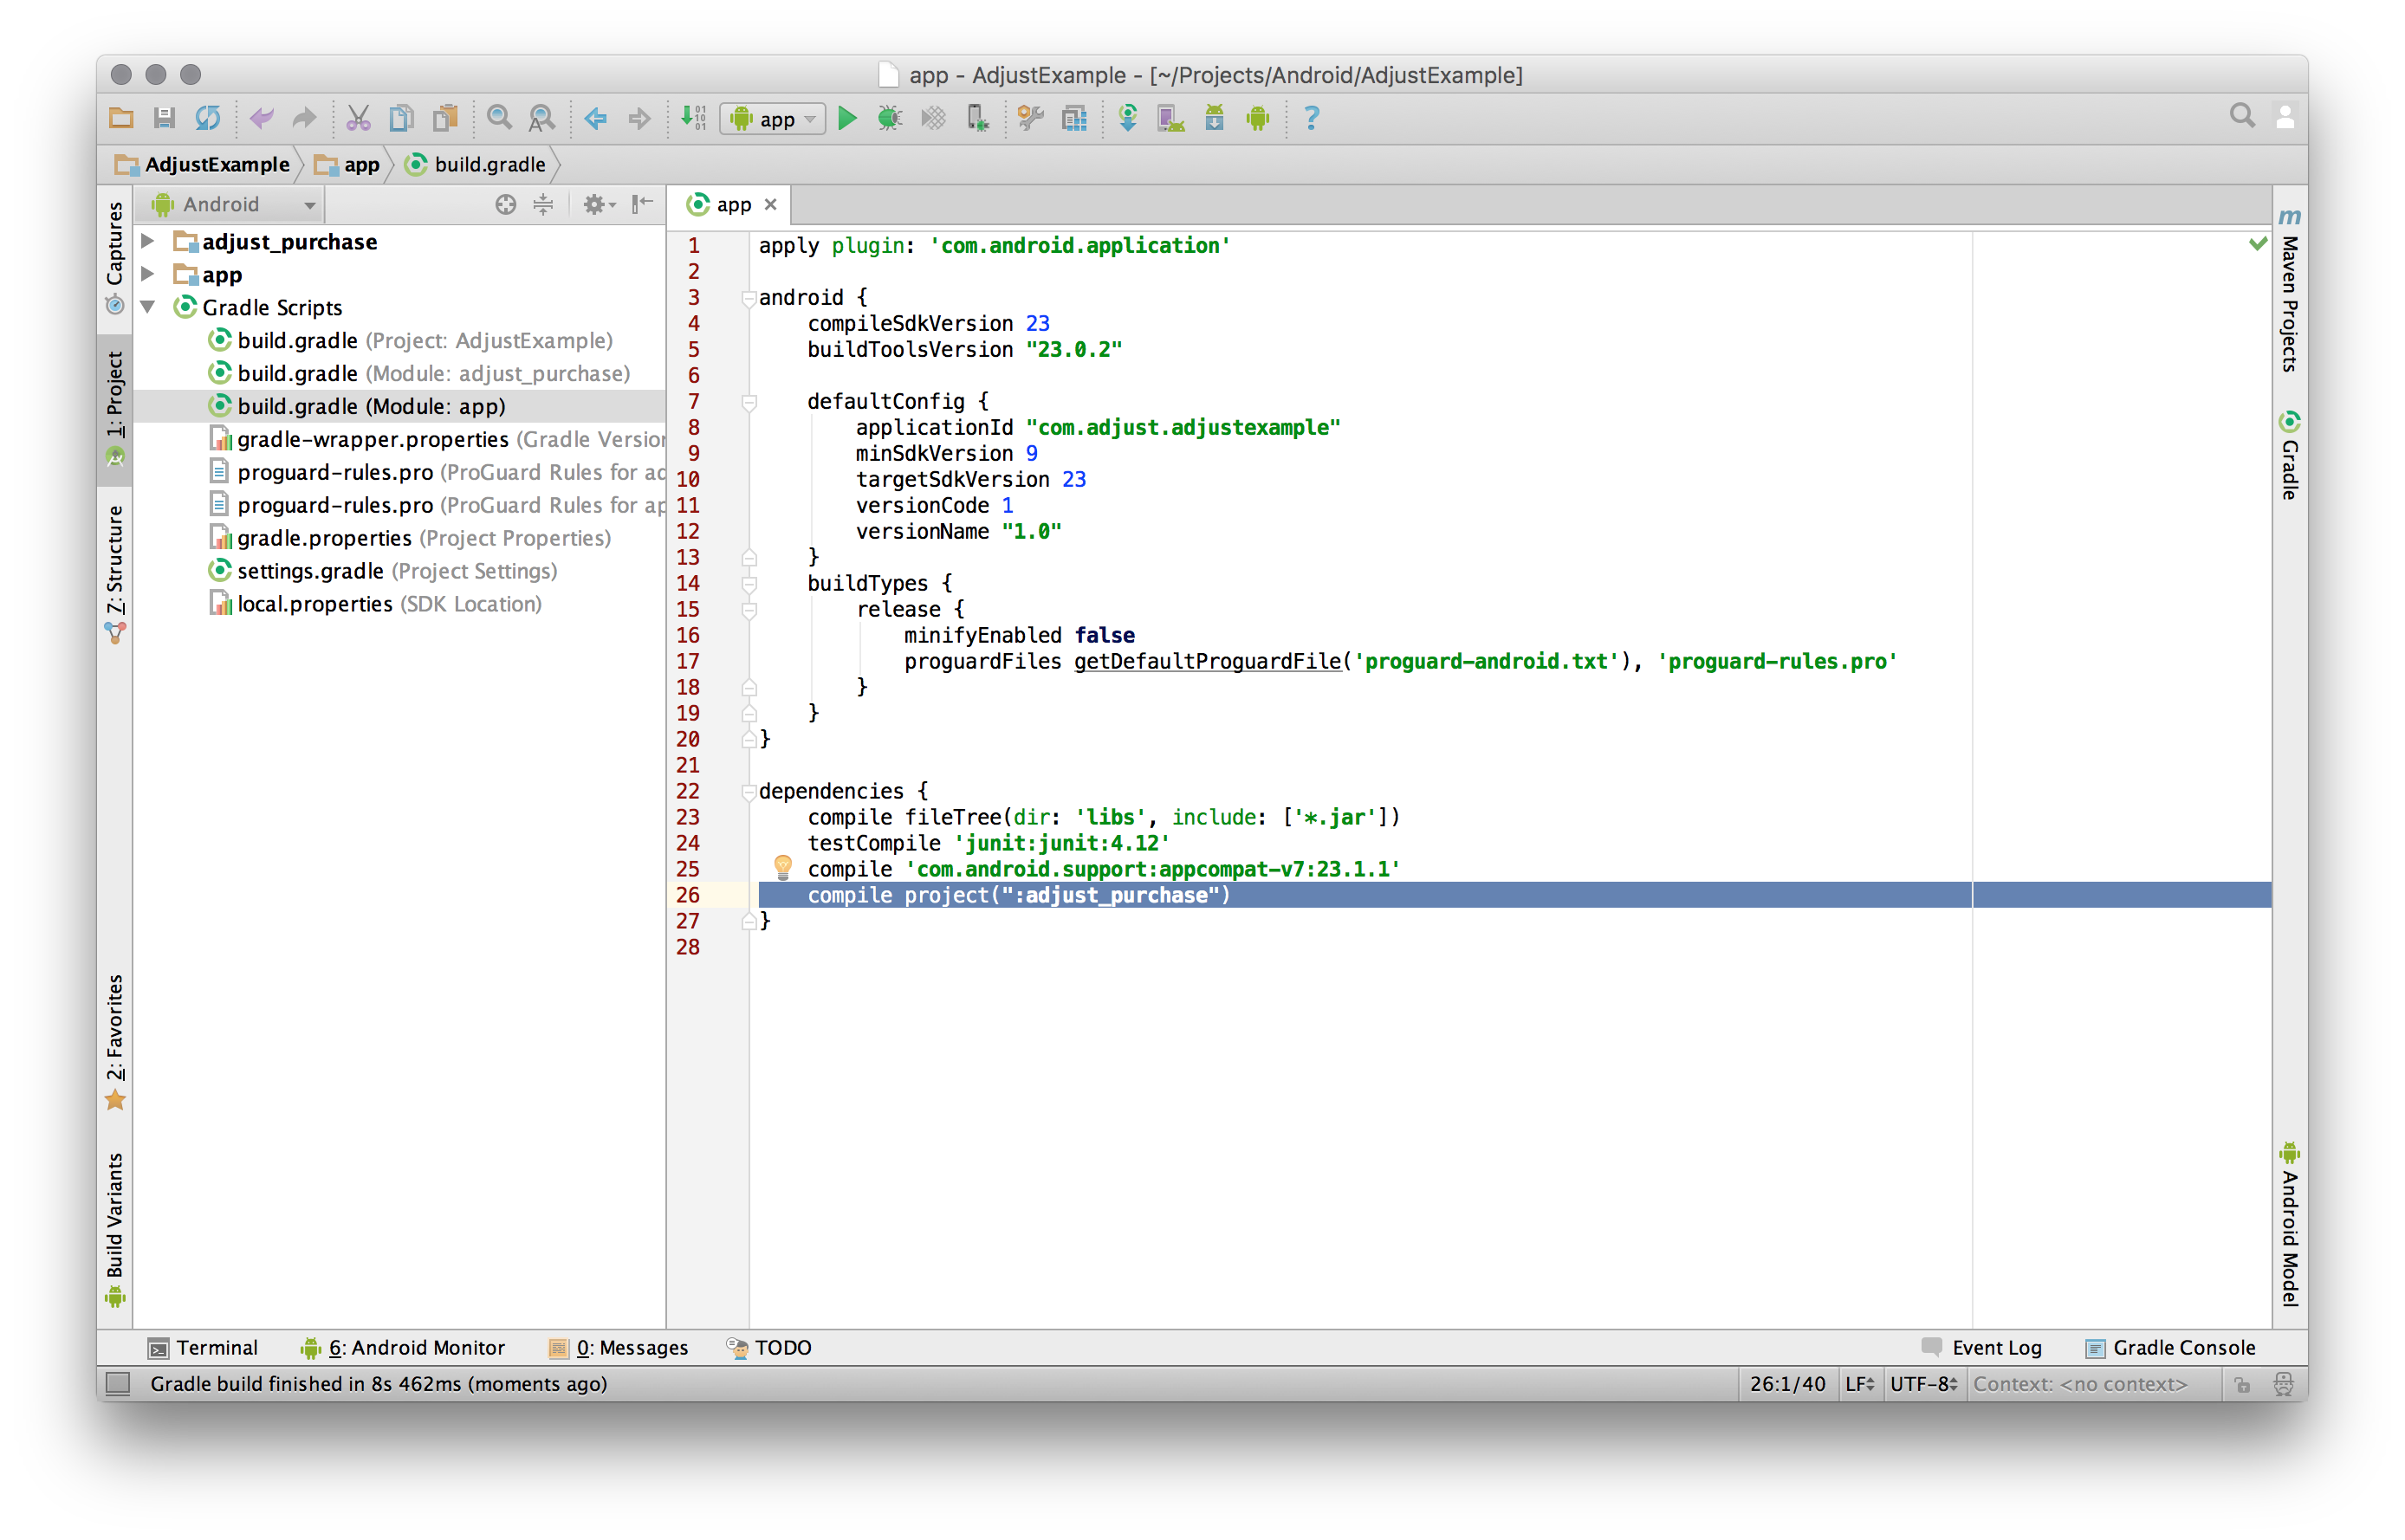 app - AdjustExample - [~/Projects/Android/AdjustExample]
app
AdjustExample app build.gradle
Captures
1: Project
7: Structure
2: Favorites
Build Variants
Android
adjust_purchase
app
Gradle Scripts
build.gradle (Project: AdjustExample)
build.gradle (Module: adjust_purchase)
build.gradle (Module: app)
gradle-wrapper.properties (Gradle Version
proguard-rules.pro (ProGuard Rules for ad
proguard-rules.pro (ProGuard Rules for ap
gradle.properties (Project Properties)
settings.gradle (Project Settings)
local.properties (SDK Location)
app
1 apply plugin: 'com.android.application'
2
3 android {
4 compileSdkVersion 23
5 buildToolsVersion "23.0.2"
6
7 defaultConfig {
8 applicationId "com.adjust.adjustexample"
9 minSdkVersion 9
10 targetSdkVersion 23
11 versionCode 1
12 versionName "1.0"
13 }
14 buildTypes {
15 release {
16 minifyEnabled false
17 proguardFiles getDefaultProguardFile('proguard-android.txt'), 'proguard-rules.pro'
18 }
19 }
20 }
21
22 dependencies {
23 compile fileTree(dir: 'libs', include: ['*.jar'])
24 testCompile 'junit:junit:4.12'
25 compile 'com.android.support:appcompat-v7:23.1.1'
26 compile project(":adjust_purchase")
27 }
28
m Maven Projects
Gradle
Android Model
Terminal 6: Android Monitor 0: Messages TODO Event Log Gradle Console
Gradle build finished in 8s 462ms (moments ago) 26:1/40 LF UTF-8 Context: <no context>